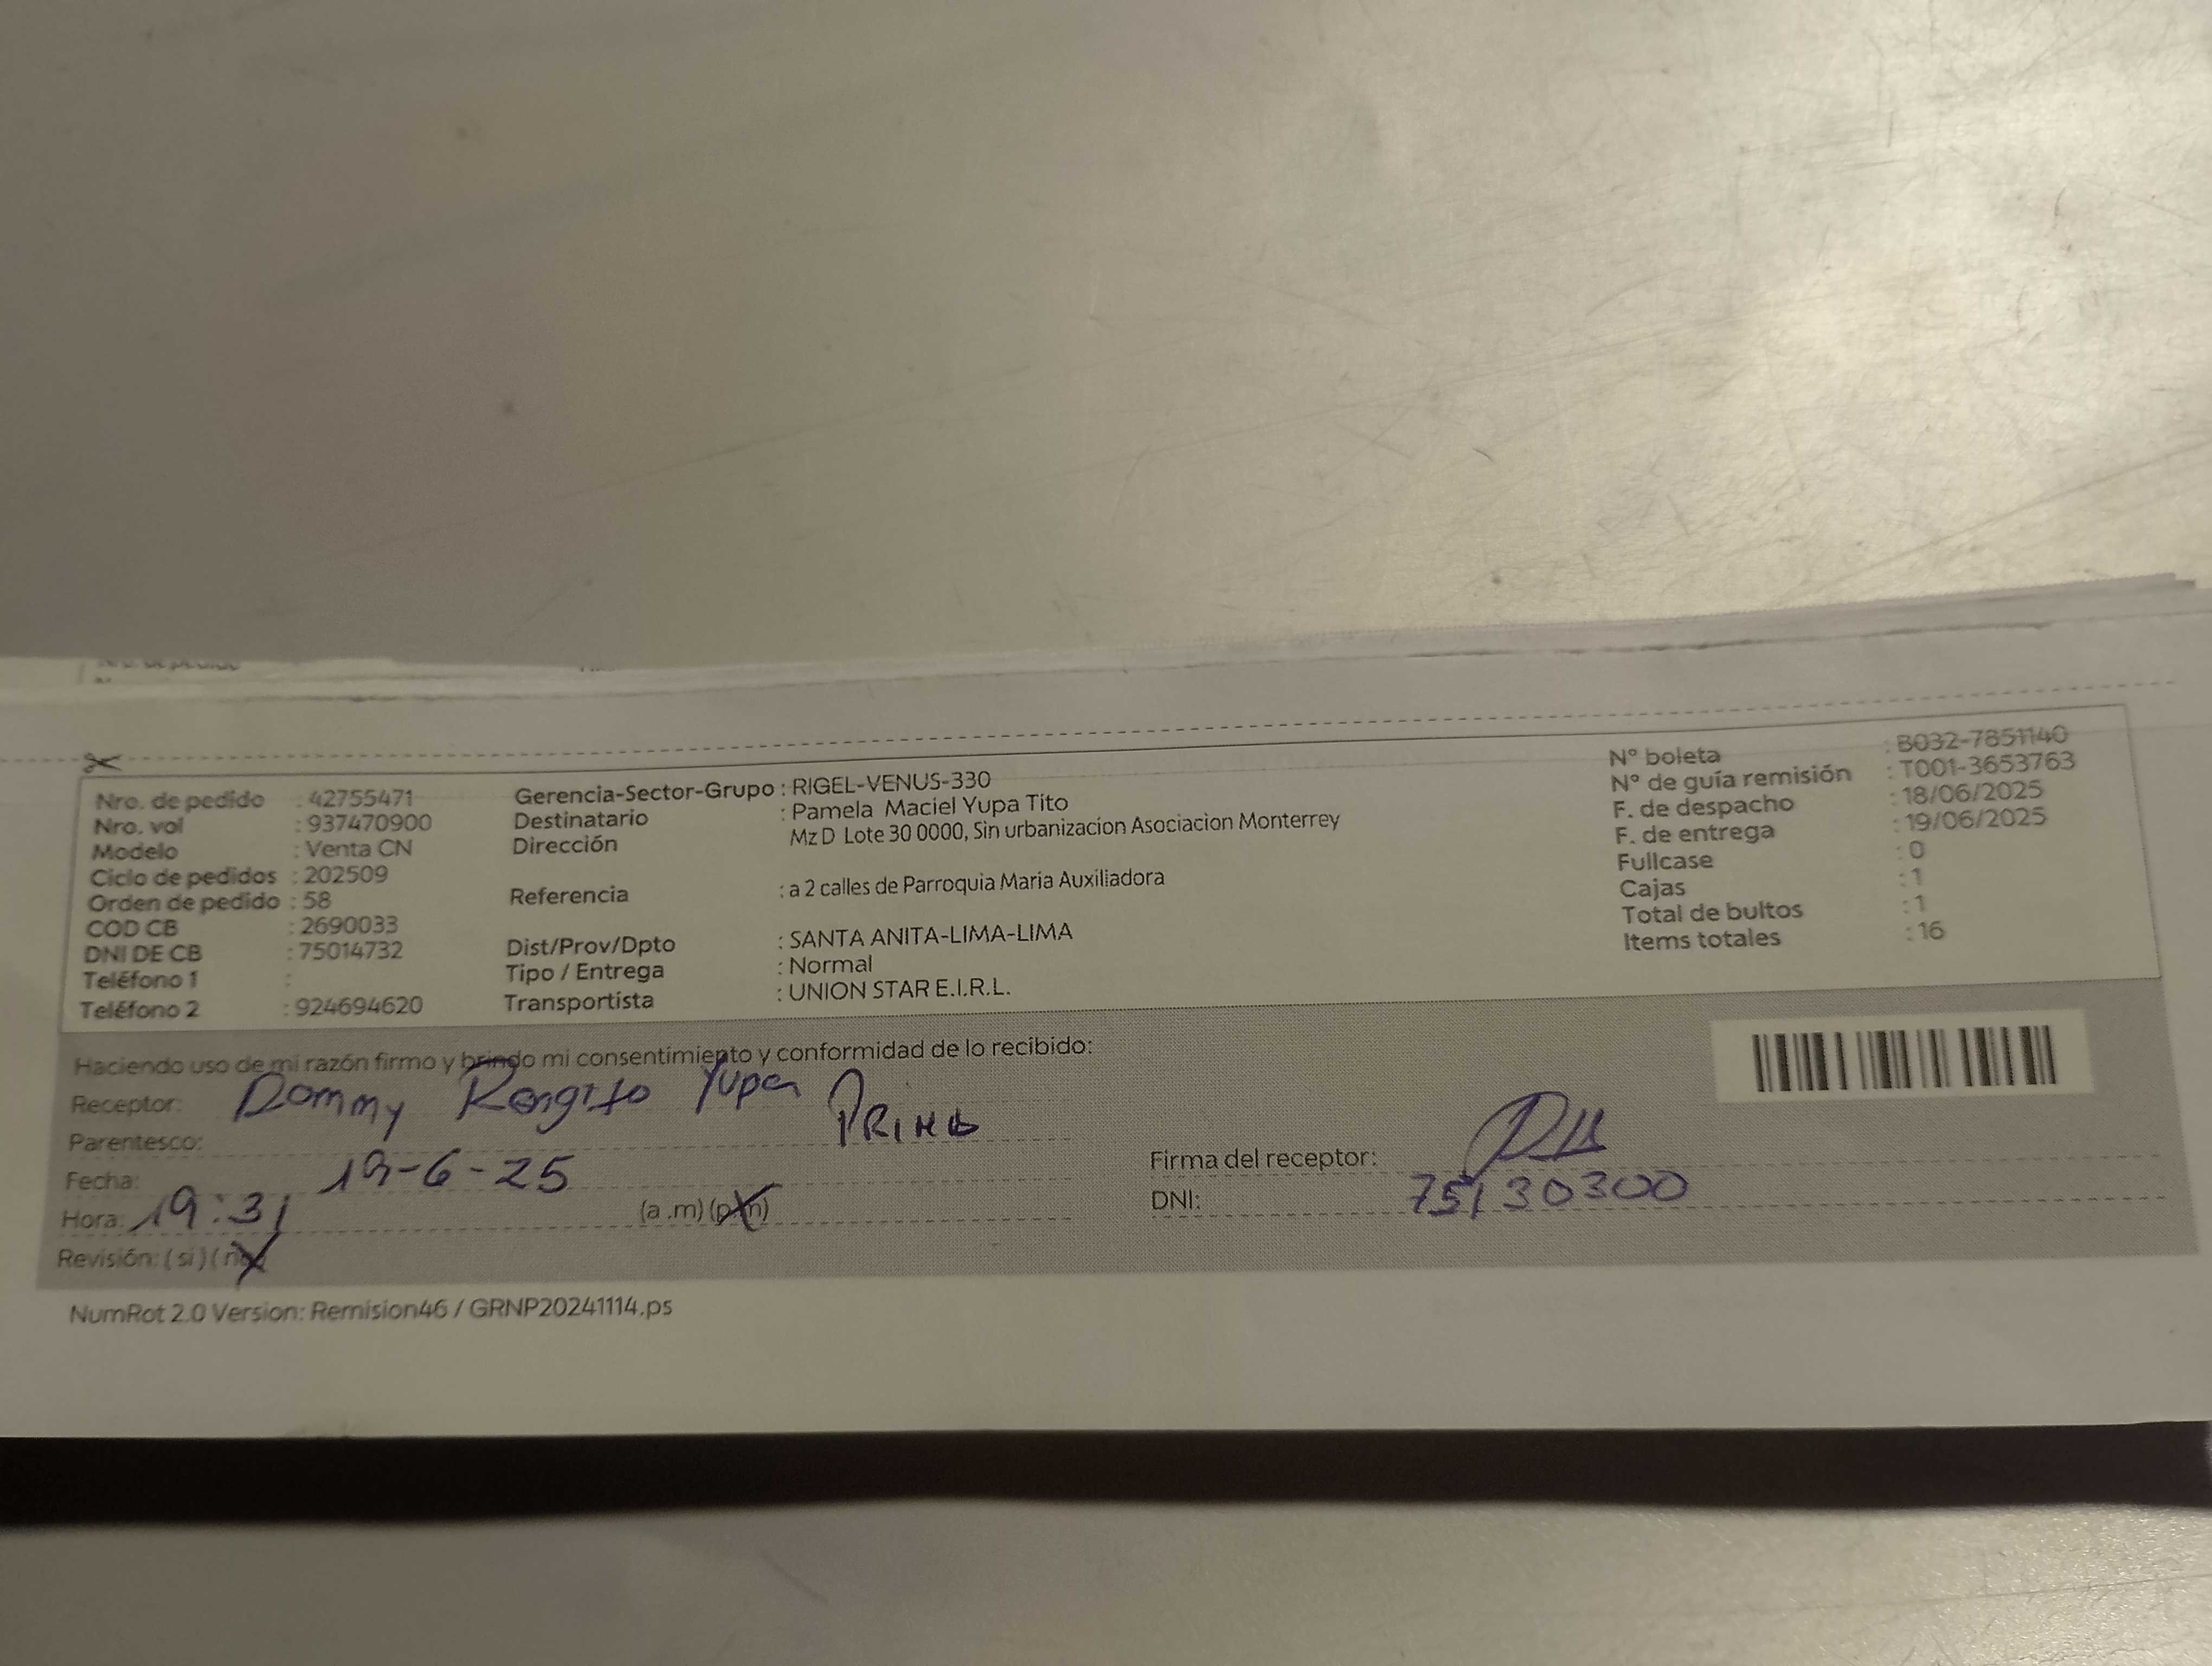 Nro. de pedido : 42755471
Nro. vol : 937470900
Modelo : Venta CN
Ciclo de pedidos : 202509
Orden de pedido : 58
COD CB : 2690033
DNI DE CB : 75014732
Teléfono 1 :
Teléfono 2 : 924694620
Gerencia-Sector-Grupo : RIGEL-VENUS-330
Destinatario : Pamela Maciel Yupa Tito
Dirección Mz D Lote 30 0000, Sin urbanizacion Asociacion Monterrey
Referencia : a 2 calles de Parroquia María Auxiliadora
Dist/Prov/Dpto : SANTA ANITA-LIMA-LIMA
Tipo / Entrega : Normal
Transportista : UNION STAR E.I.R.L.
N° boleta : B032-7851140
N° de guía remisión : T001-3653763
F. de despacho : 18/06/2025
F. de entrega : 19/06/2025
Fullcase : 0
Cajas : 1
Total de bultos : 1
Items totales : 16
Haciendo uso de mi razón firmo y brindo mi consentimiento y conformidad de lo recibido:
Receptor: Yupa
Parentesco: PRIMA
Fecha: 19-6-25
Hora: 19:31 (a .m) (p.m)
Revisión: ( si ) ( no )
Firma del receptor:
DNI: 75130300
NumRot 2.0 Version: Remision46 / GRNP20241114.ps